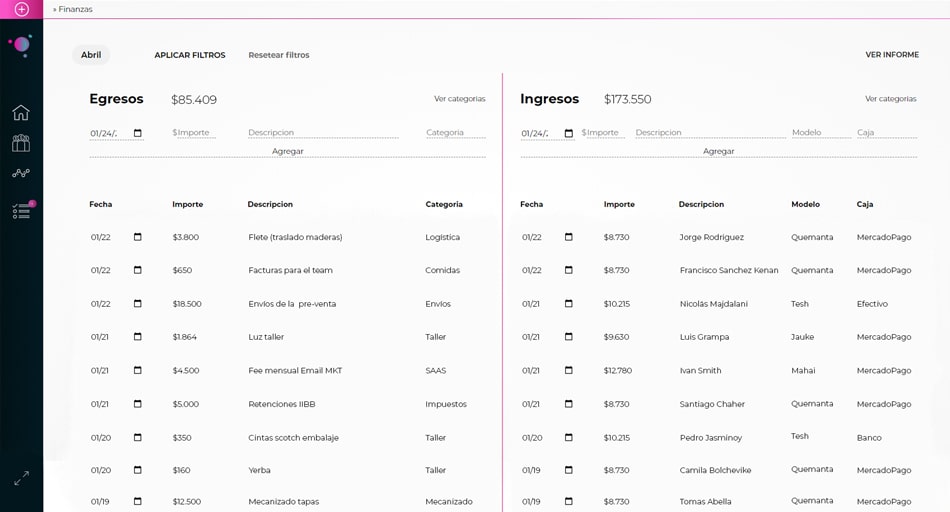 » Finanzas
Abril APLICAR FILTROS Resetear filtros VER INFORME
Egresos $85.409 Ver categorias
01/24/ $Importe Descripcion Categoria
Agregar
Fecha Importe Descripcion Categoria
01/22 $3.800 Flete (traslado maderas) Logística
01/22 $650 Facturas para el team Comidas
01/22 $18.500 Envíos de la pre-venta Envíos
01/21 $1.864 Luz taller Taller
01/21 $4.500 Fee mensual Email MKT SAAS
01/21 $5.000 Retenciones IIBB Impuestos
01/20 $350 Cintas scotch embalaje Taller
01/20 $160 Yerba Taller
01/19 $12.500 Mecanizado tapas Mecanizado
Ingresos $173.550 Ver categorias
01/24/ $Importe Descripcion Modelo Caja
Agregar
Fecha Importe Descripcion Modelo Caja
01/22 $8.730 Jorge Rodriguez Quemanta MercadoPago
01/22 $8.730 Francisco Sanchez Kenan Quemanta MercadoPago
01/21 $10.215 Nicolás Majdalani Tesh Efectivo
01/21 $9.630 Luis Grampa Jauke MercadoPago
01/21 $12.780 Ivan Smith Mahai MercadoPago
01/21 $8.730 Santiago Chaher Quemanta MercadoPago
01/20 $10.215 Pedro Jasminoy Tesh Banco
01/19 $8.730 Camila Bolchevike Quemanta MercadoPago
01/19 $8.730 Tomas Abella Quemanta MercadoPago